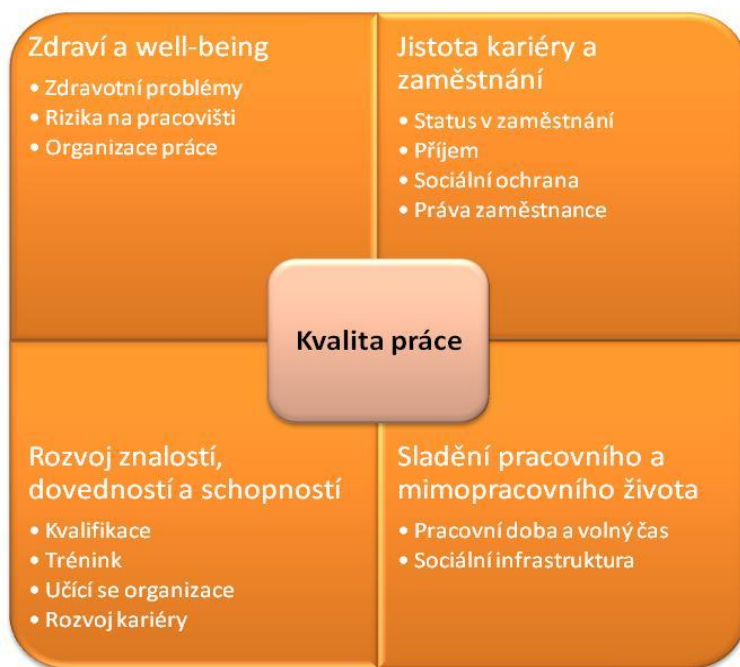 Zdraví a well-being
• Zdravotní problémy
• Rizika na pracovišti
• Organizace práce
Jistota kariéry a
zaměstnání
• Status v zaměstnání
• Příjem
• Sociální ochrana
• Práva zaměstnance
Kvalita práce
Rozvoj znalostí,
dovedností a schopností
• Kvalifikace
• Trénink
• Učící se organizace
• Rozvoj kariéry
Sladění pracovního a
mimopracovního života
• Pracovní doba a volný čas
• Sociální infrastruktura